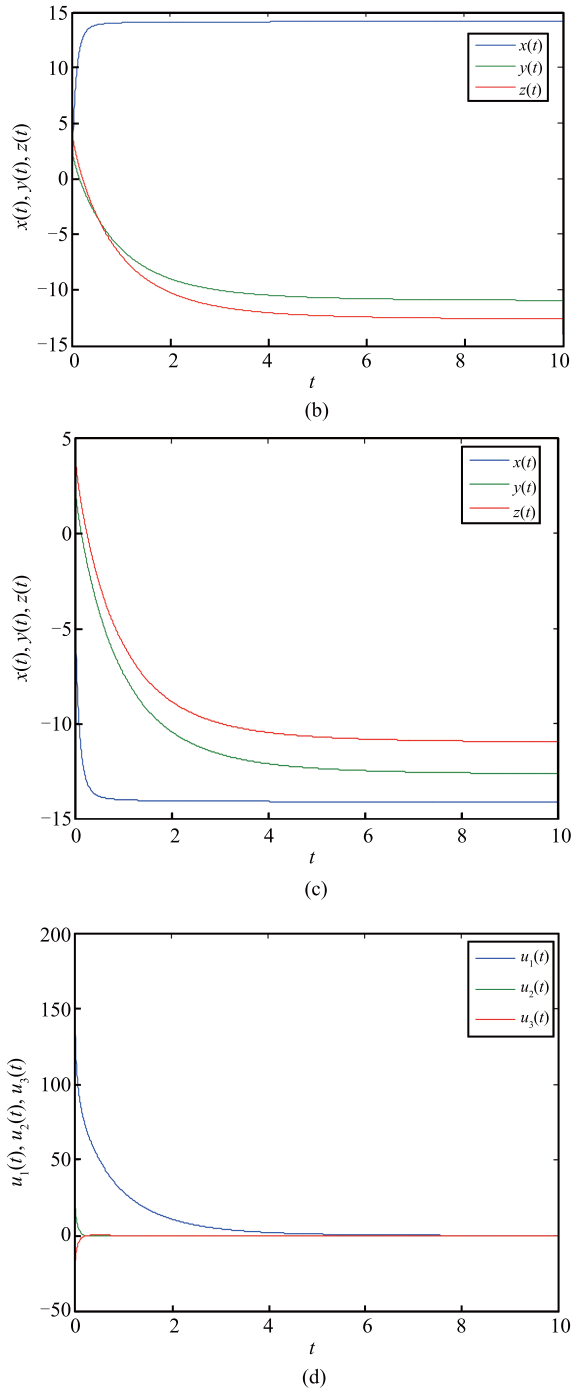 15
10
5
0
−5
−10
−15
x(t), y(t), z(t)
x(t)
y(t)
z(t)
0 2 4 6 8 10
t
(b)
5
0
−5
−10
−15
x(t), y(t), z(t)
x(t)
y(t)
z(t)
0 2 4 6 8 10
t
(c)
200
150
100
50
0
−50
u₁(t), u₂(t), u₃(t)
u₁(t)
u₂(t)
u₃(t)
0 2 4 6 8 10
t
(d)